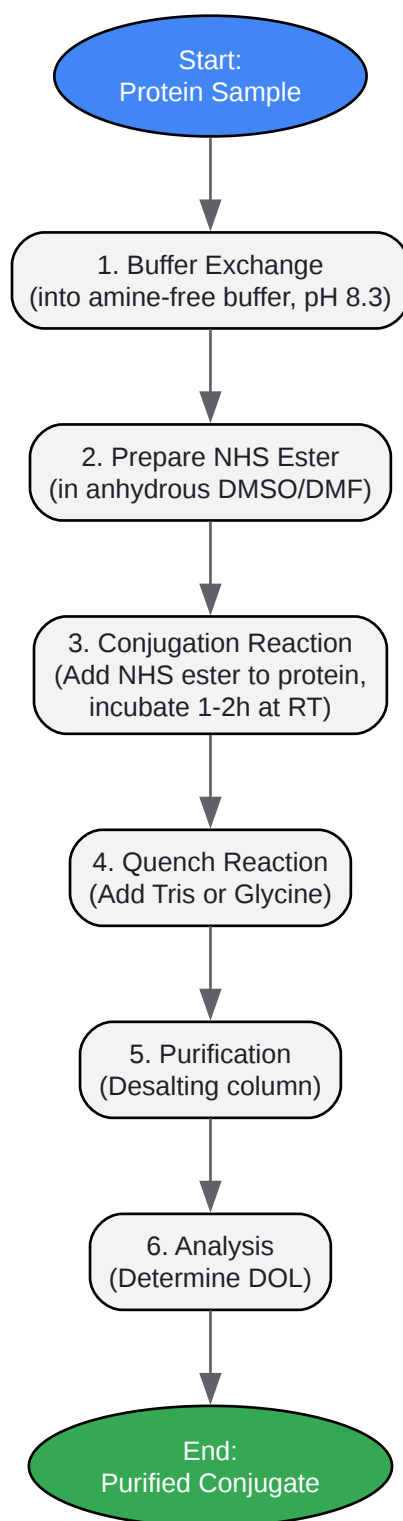 Start:
Protein Sample
1. Buffer Exchange
(into amine-free buffer, pH 8.3)
2. Prepare NHS Ester
(in anhydrous DMSO/DMF)
3. Conjugation Reaction
(Add NHS ester to protein,
incubate 1-2h at RT)
4. Quench Reaction
(Add Tris or Glycine)
5. Purification
(Desalting column)
6. Analysis
(Determine DOL)
End:
Purified Conjugate